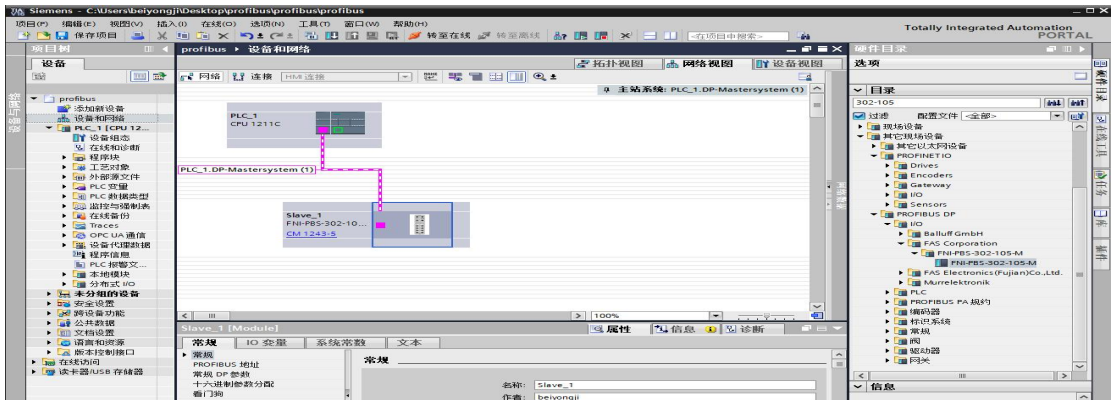 Siemens - C:\Users\beiyongji\Desktop\profibus\profibus\profibus
项目(P) 编辑(E) 视图(V) 插入(I) 在线(O) 选项(N) 工具(T) 窗口(W) 帮助(H)
Totally Integrated Automation
PORTAL
保存项目 转至在线 转至离线 <在项目中搜索>
项目树
设备
profibus
添加新设备
设备和网络
PLC_1 [CPU 12...
设备组态
在线和诊断
程序块
工艺对象
外部源文件
PLC 变量
PLC 数据类型
监控与强制表
在线备份
Traces
OPC UA 通信
设备代理数据
程序信息
PLC 报警文...
本地模块
分布式 I/O
未分组的设备
安全设置
跨设备功能
公共数据
文档设置
语言和资源
版本控制接口
在线访问
读卡器/USB 存储器
profibus ▸ 设备和网络
拓扑视图 网络视图 设备视图
网络 连接 HMI 连接
主站系统: PLC_1.DP-Mastersystem (1)
PLC_1
CPU 1211C
PLC_1.DP-Mastersystem (1)
Slave_1
FNI-PBS-302-10...
CM 1243-5
100%
Slave_1 [Module]
属性 信息 诊断
常规 IO 变量 系统常数 文本
常规
PROFIBUS 地址
常规 DP 参数
十六进制参数分配
看门狗
常规
名称: Slave_1
作者: beiyongji
硬件目录
选项
目录
302-105
过滤 配置文件 <全部>
现场设备
其它现场设备
其它以太网设备
PROFINET IO
Drives
Encoders
Gateway
I/O
Sensors
PROFIBUS DP
I/O
Balluff GmbH
FAS Corporation
FNI-PBS-302-105-M
FNI-PBS-302-105-M
FAS Electronics(Fujian)Co.,Ltd.
Murrelektronik
PLC
PROFIBUS PA 规约
编码器
标识系统
常规
阀
驱动器
网关
信息
硬件目录
在线工具
任务
库